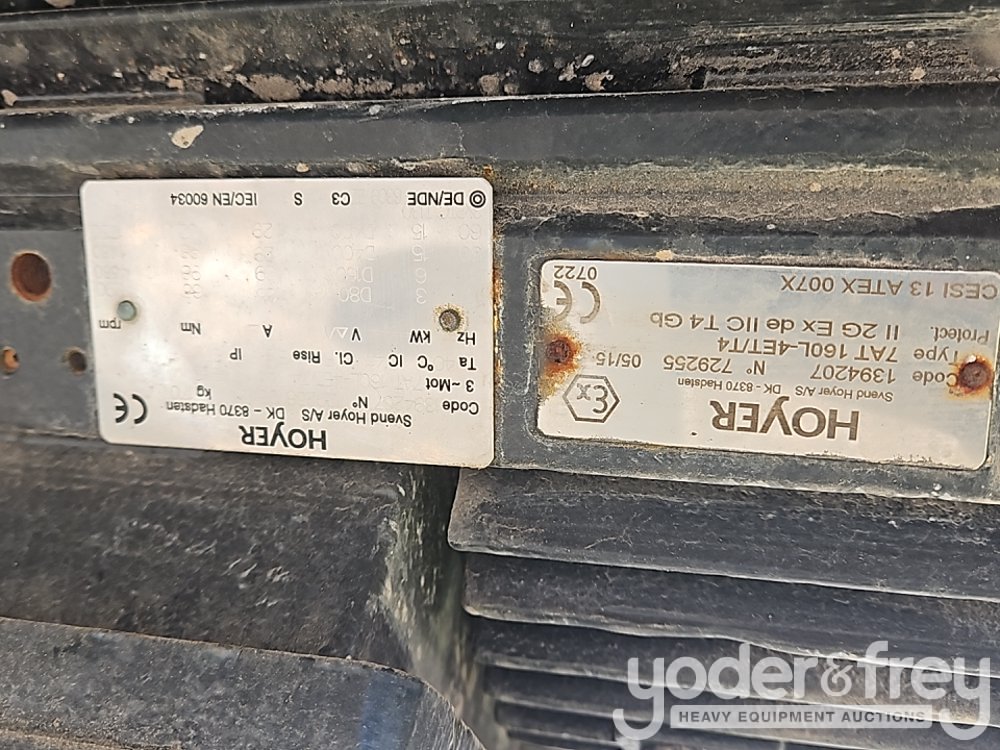 HOYER
Svend Hoyer A/S DK - 8370 Hadsten
Code 1394207 N° 729255 05/15
Type 7AT 160L-4ET/T4
Protect. II 2G Ex de IIC T4 Gb
CESI 13 ATEX 007X
Ex
CE
0722
HOYER
Svend Hoyer A/S DK - 8370 Hadsten
CE
Code N°
3 ~ Mot kg
Ta °C IC Cl. Rise IP
Hz kW V A Nm rpm
DE/NDE C3 S IEC/EN 60034
yoder&frey
HEAVY EQUIPMENT AUCTIONS